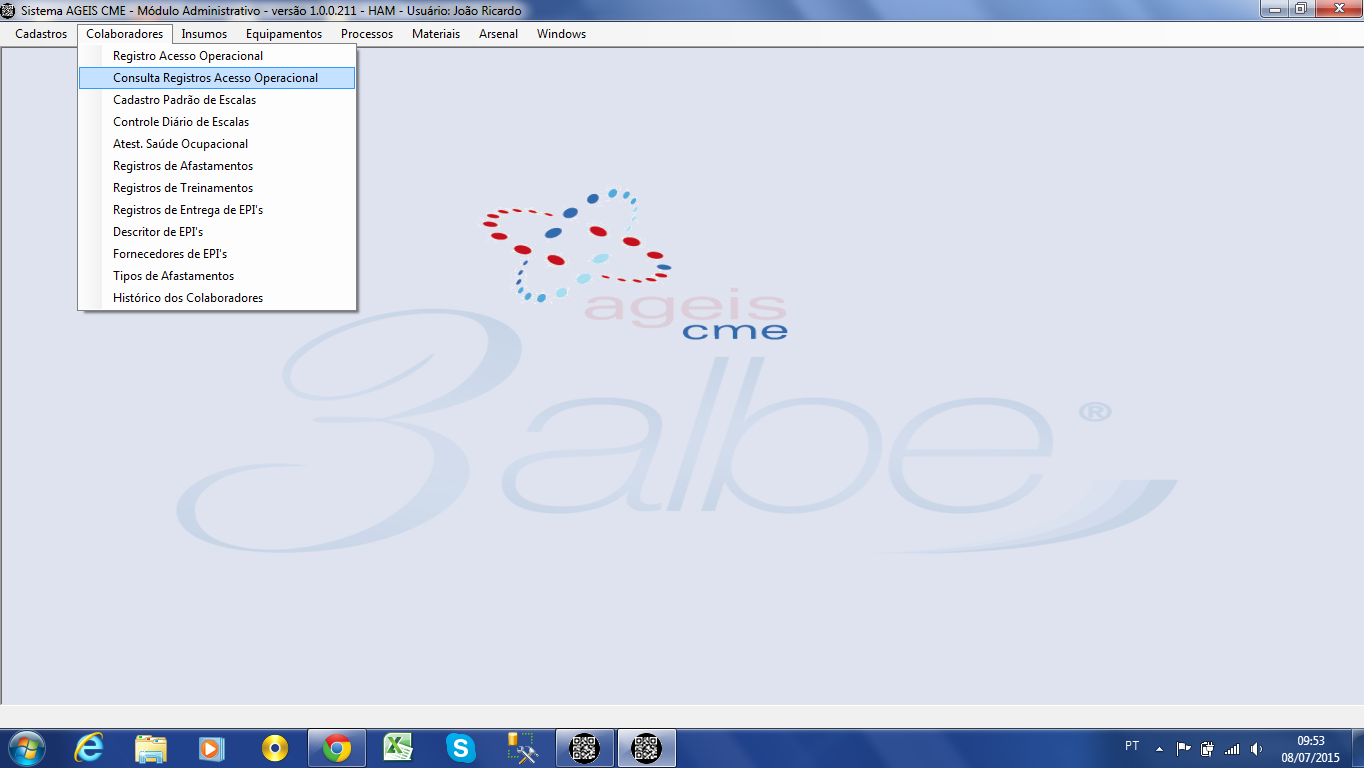 Sistema AGEIS CME - Módulo Administrativo - versão 1.0.0.211 - HAM - Usuário: João Ricardo
Cadastros Colaboradores Insumos Equipamentos Processos Materiais Arsenal Windows
Registro Acesso Operacional
Consulta Registros Acesso Operacional
Cadastro Padrão de Escalas
Controle Diário de Escalas
Atest. Saúde Ocupacional
Registros de Afastamentos
Registros de Treinamentos
Registros de Entrega de EPI's
Descritor de EPI's
Fornecedores de EPI's
Tipos de Afastamentos
Histórico dos Colaboradores
ageis
cme
3albe®
PT
09:53
08/07/2015